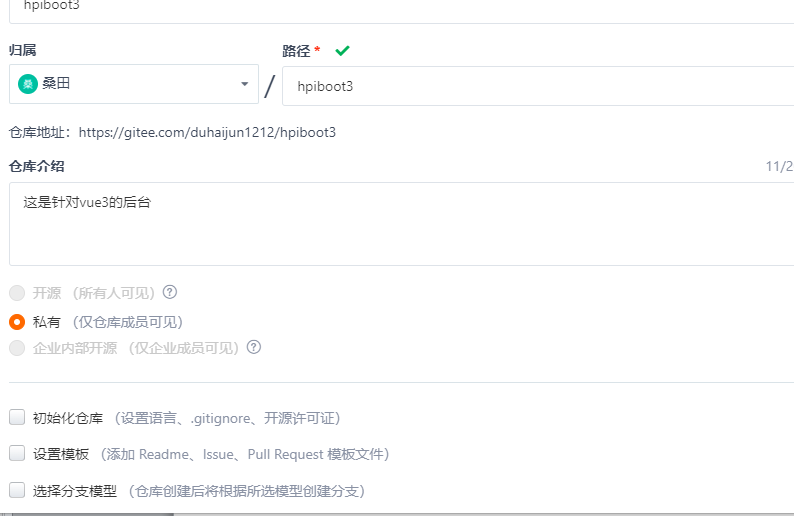 hpiboot3
归属
路径 *
桑 桑田
/ hpiboot3
仓库地址：https://gitee.com/duhaijun1212/hpiboot3
仓库介绍 11/2
这是针对vue3的后台
开源 （所有人可见） ?
私有 （仅仓库成员可见）
企业内部开源 （仅企业成员可见） ?
初始化仓库 （设置语言、.gitignore、开源许可证）
设置模板 （添加 Readme、Issue、Pull Request 模板文件）
选择分支模型 （仓库创建后将根据所选模型创建分支）